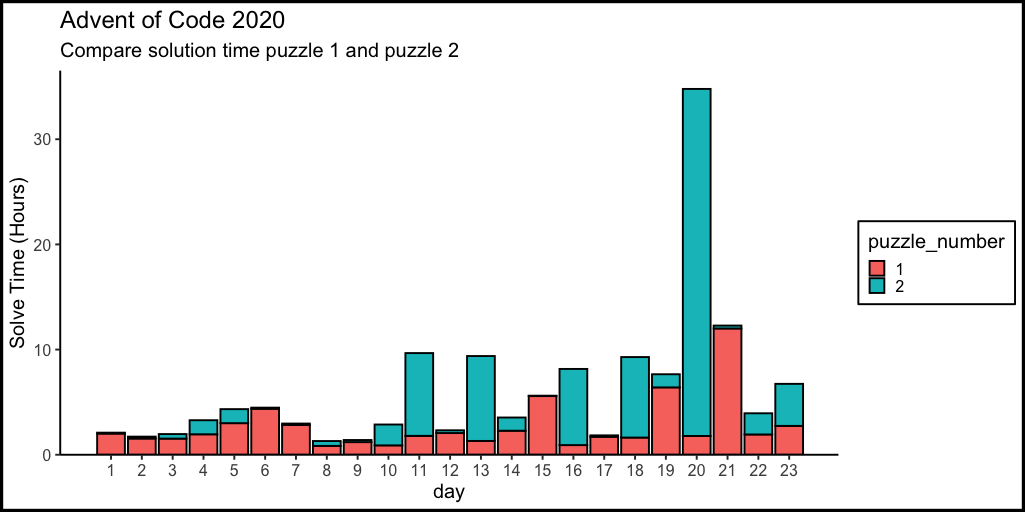 Advent of Code 2020
Compare solution time puzzle 1 and puzzle 2
Solve Time (Hours)
30
20
10
0
1 2 3 4 5 6 7 8 9 10 11 12 13 14 15 16 17 18 19 20 21 22 23
day
puzzle_number
1
2